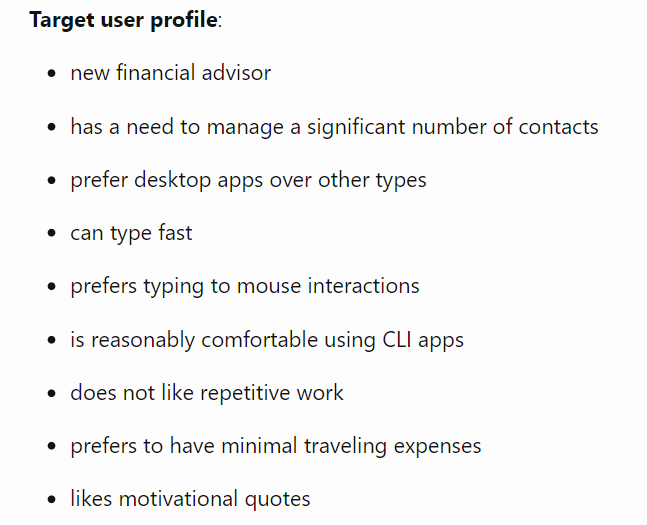 Target user profile:
new financial advisor
has a need to manage a significant number of contacts
prefer desktop apps over other types
can type fast
prefers typing to mouse interactions
is reasonably comfortable using CLI apps
does not like repetitive work
prefers to have minimal traveling expenses
likes motivational quotes